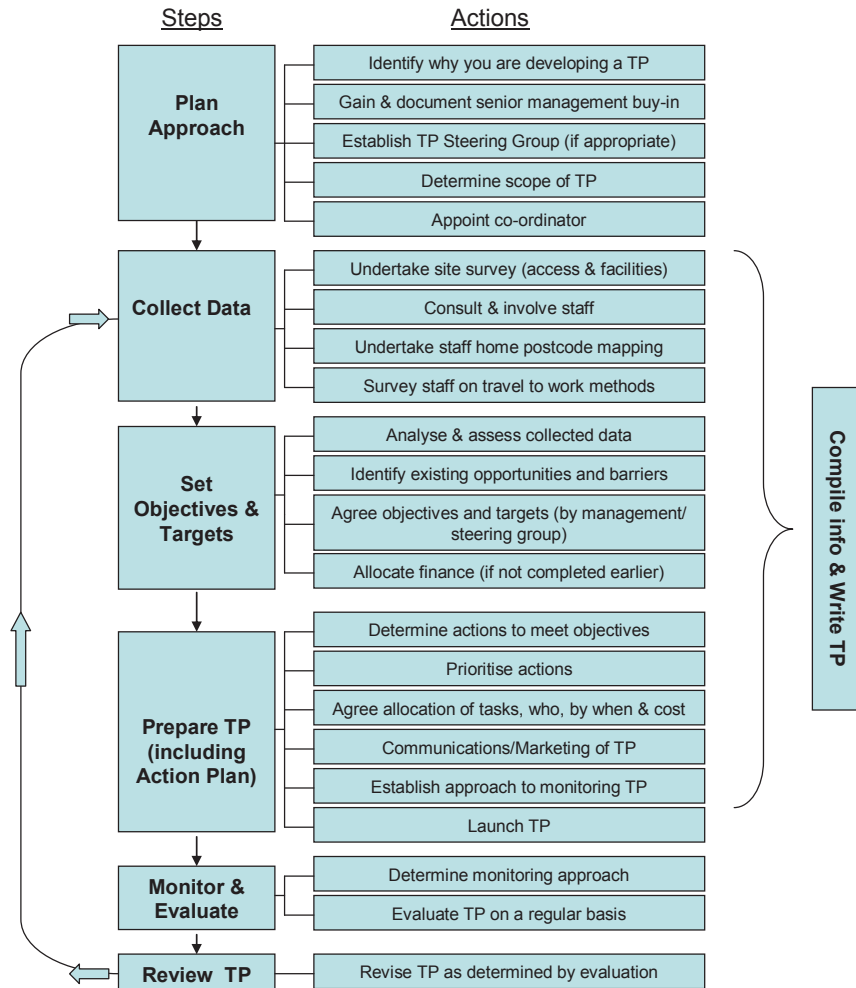 Steps
Actions
Plan
Approach
Identify why you are developing a TP
Gain & document senior management buy-in
Establish TP Steering Group (if appropriate)
Determine scope of TP
Appoint co-ordinator
Collect Data
Undertake site survey (access & facilities)
Consult & involve staff
Undertake staff home postcode mapping
Survey staff on travel to work methods
Set
Objectives &
Targets
Analyse & assess collected data
Identify existing opportunities and barriers
Agree objectives and targets (by management/
steering group)
Allocate finance (if not completed earlier)
Prepare TP
(including
Action Plan)
Determine actions to meet objectives
Prioritise actions
Agree allocation of tasks, who, by when & cost
Communications/Marketing of TP
Establish approach to monitoring TP
Launch TP
Monitor &
Evaluate
Determine monitoring approach
Evaluate TP on a regular basis
Review TP
Revise TP as determined by evaluation
Compile info & Write TP